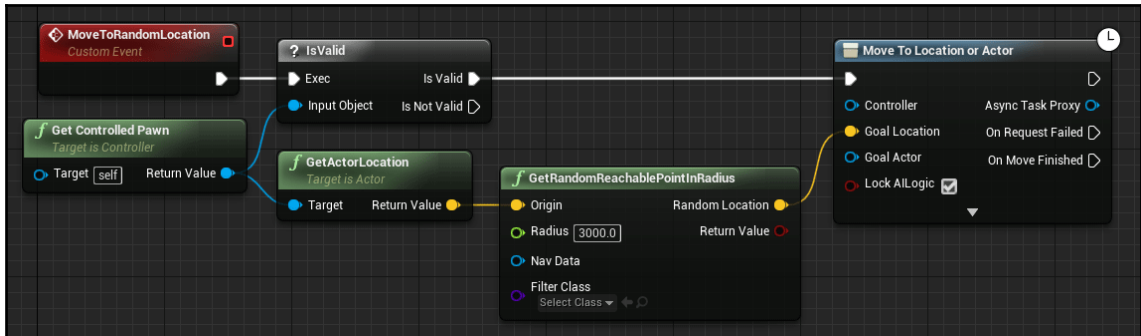 MoveToRandomLocation
Custom Event
? IsValid
Exec
Is Valid
Input Object
Is Not Valid
f Get Controlled Pawn
Target is Controller
Target self
Return Value
f GetActorLocation
Target is Actor
Target
Return Value
f GetRandomReachablePointInRadius
Origin
Random Location
Radius 3000.0
Return Value
Nav Data
Filter Class
Select Class
Move To Location or Actor
Controller
Async Task Proxy
Goal Location
On Request Failed
Goal Actor
On Move Finished
Lock AILogic